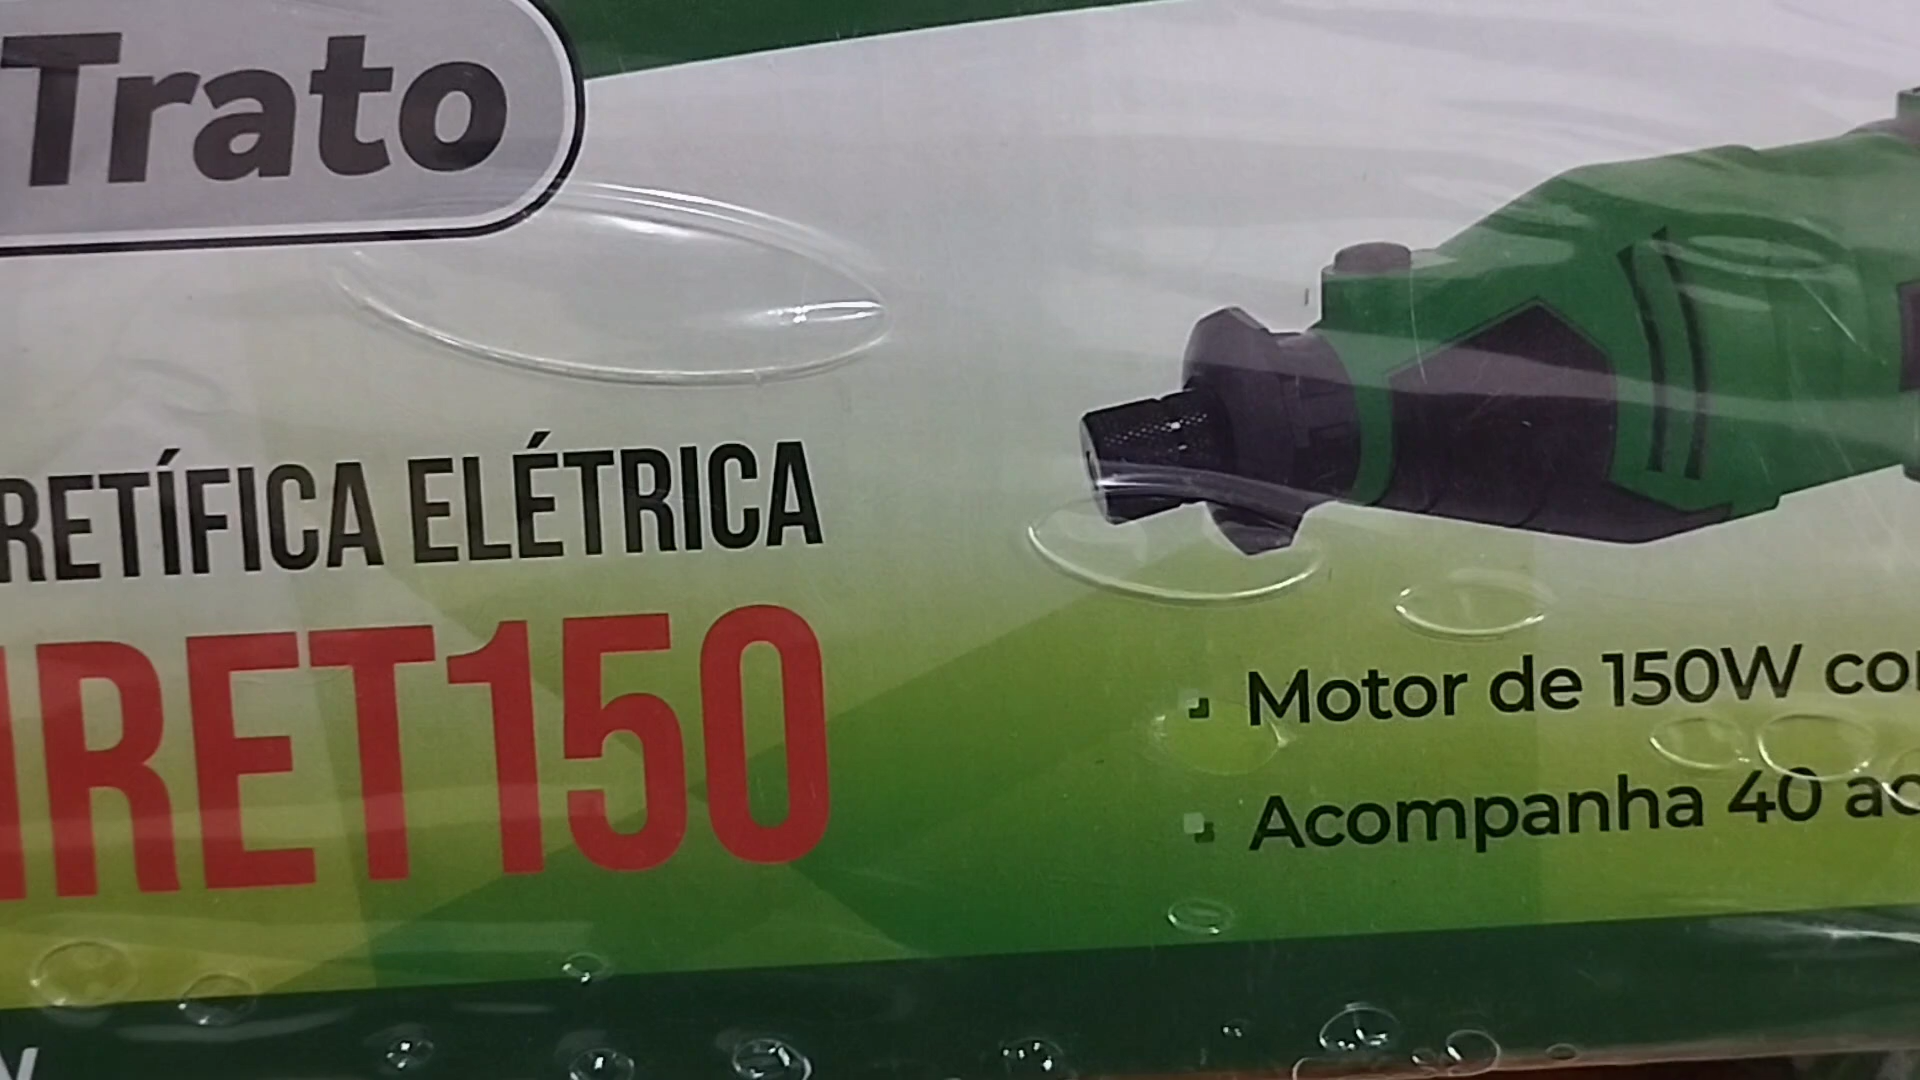 Trato
RETÍFICA ELÉTRICA
RET150
Motor de 150W
Acompanha 40